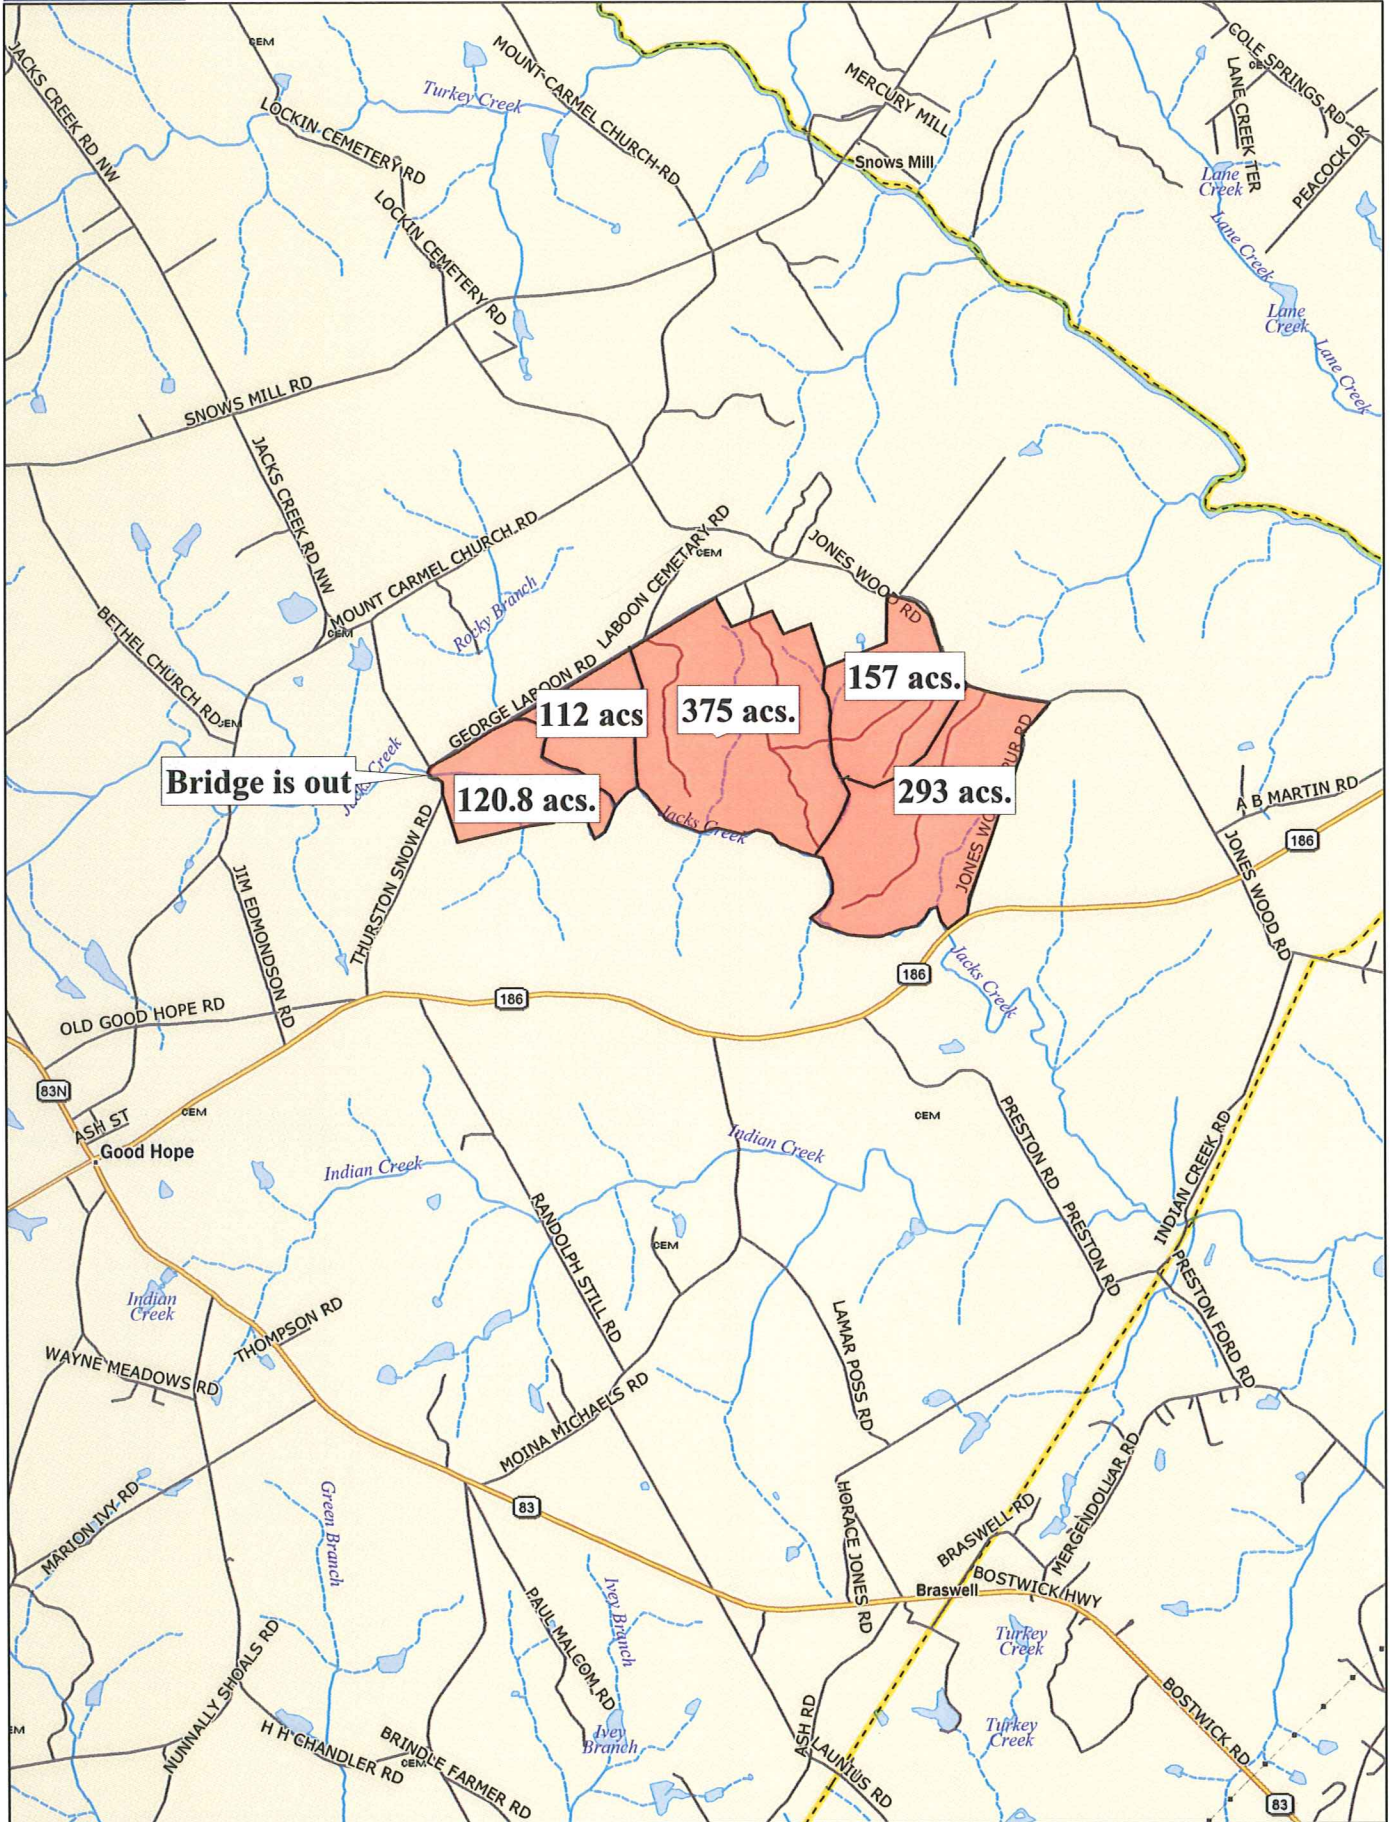 CEM
JACKS CREEK RD NW
MOUNT CARMEL CHURCH RD
Turkey Creek
LOCKIN CEMETERY RD
MERCURY MILL
COLE SPRINGS RD
LANE CREEK TER
PEACOCK DR
Snows Mill
Lane
Creek
Lane Creek
LOCKIN CEMETERY RD
Lane
Creek
Lane Creek
SNOWS MILL RD
JACKS CREEK RD NW
MOUNT CARMEL CHURCH RD
LABOON CEMETARY RD
CEM
JONES WOOD RD
Rocky Branch
BETHEL CHURCH RD
CEM
CEM
GEORGE LABOON RD
112 acs
375 acs.
157 acs.
Bridge is out
Jacks Creek
120.8 acs.
293 acs.
Jacks Creek
A B MARTIN RD
186
JONES WOOD RD
THURSTON SNOW RD
JIM EDMONDSON RD
OLD GOOD HOPE RD
186
186
Jacks Creek
83N
ASH ST
CEM
Good Hope
CEM
Indian Creek
Indian Creek
PRESTON RD
PRESTON RD
INDIAN CREEK RD
PRESTON FORD RD
RANDOLPH STILL RD
CEM
Indian
Creek
THOMPSON RD
WAYNE MEADOWS RD
LAMAR POSS RD
MOINA MICHAELS RD
MARION IVY RD
Green Branch
83
HORACE JONES RD
BRASWELL RD
MERGENDOLLAR RD
Braswell
BOSTWICK HWY
Ivey Branch
PAUL MALCOM RD
Turkey
Creek
NUNNALLY SHOALS RD
H H CHANDLER RD
CEM
BRINDLE FARMER RD
Ivey
Branch
ASH RD
LAUNIUS RD
Turkey
Creek
BOSTWICK RD
83